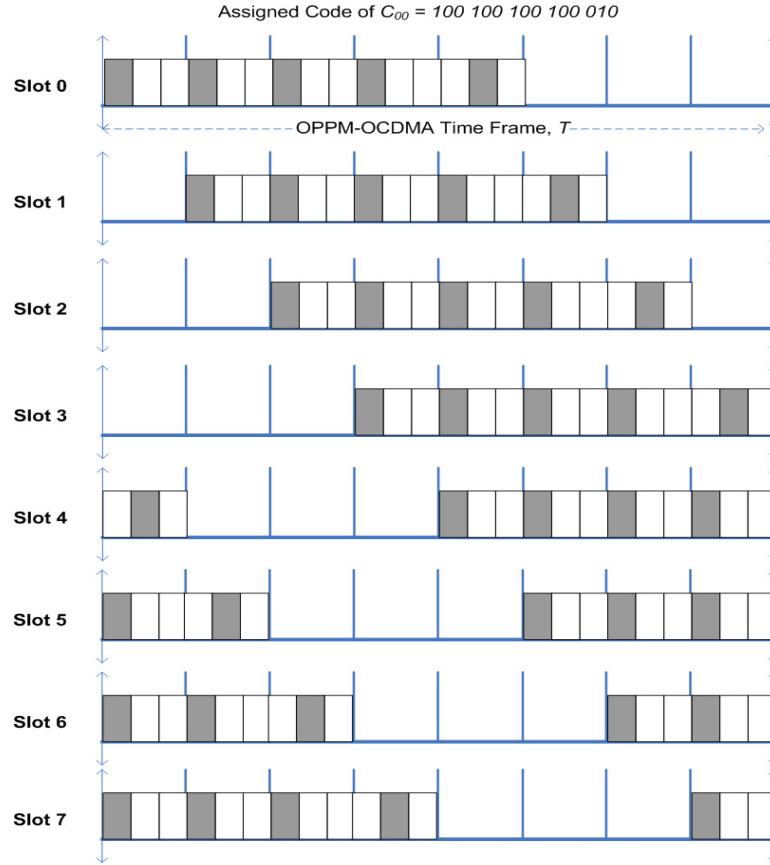 Assigned Code of C00 = 100 100 100 100 010
Slot 0
OPPM-OCDMA Time Frame, T
Slot 1
Slot 2
Slot 3
Slot 4
Slot 5
Slot 6
Slot 7